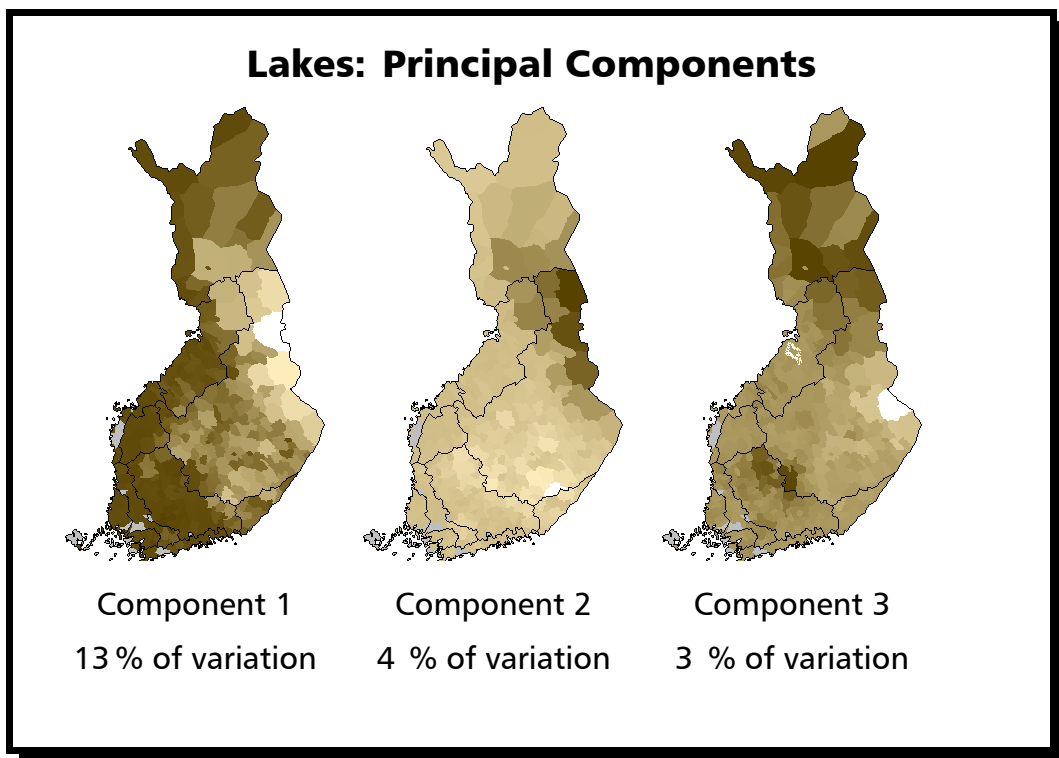 Lakes: Principal Components
Component 1
Component 2
Component 3
13 % of variation
4 % of variation
3 % of variation